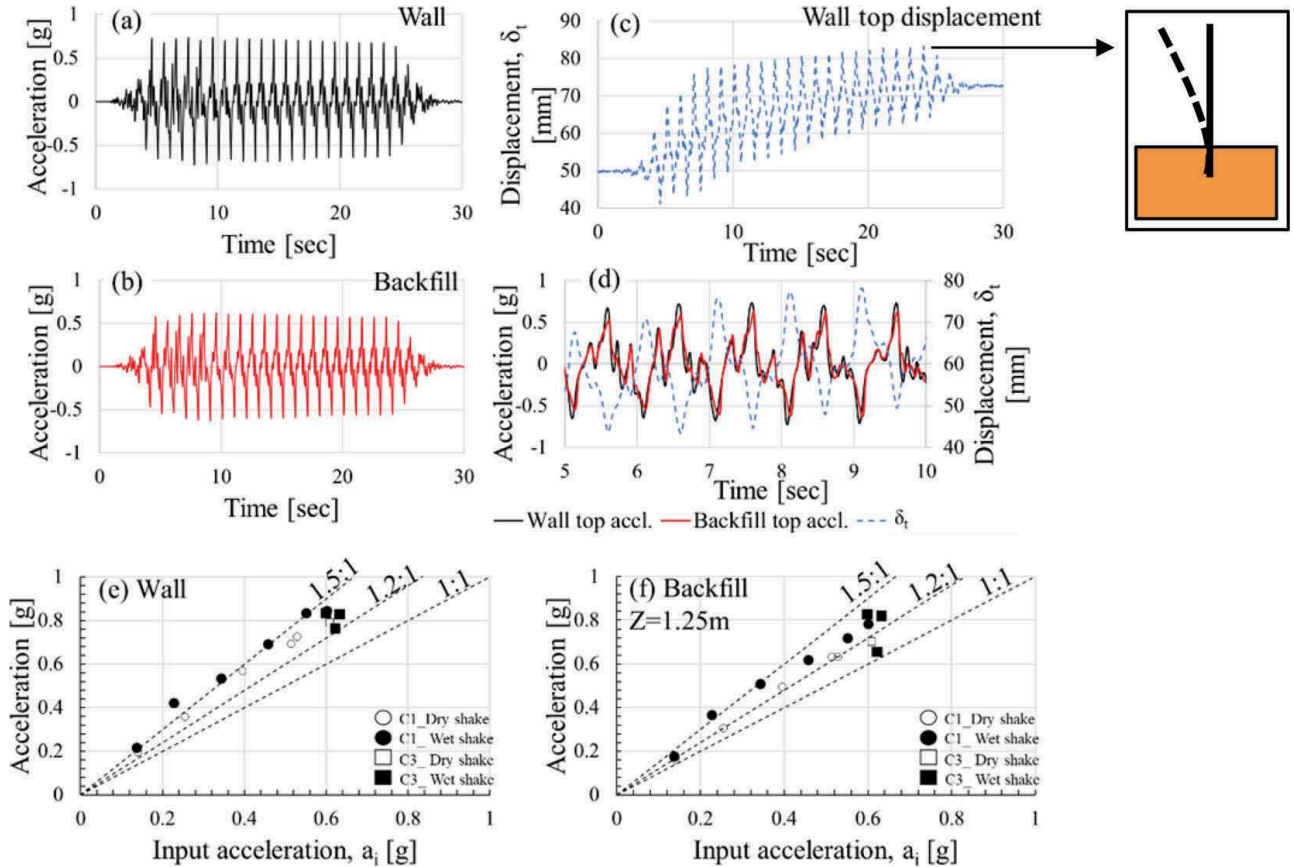 (a) Wall
Acceleration [g]
1
0.5
0
-0.5
-1
0 10 20 30
Time [sec]
(c) Wall top displacement
Displacement, δt
[mm]
90
80
70
60
50
40
0 10 20 30
Time [sec]
(b) Backfill
Acceleration [g]
1
0.5
0
-0.5
-1
0 10 20 30
Time [sec]
(d)
Acceleration [g]
1
0.5
0
-0.5
-1
80
70
60
50
40
Displacement, δt
[mm]
5 6 7 8 9 10
Time [sec]
Wall top accl. Backfill top accl. δt
(e) Wall
1.5:1
1.2:1
1:1
Acceleration [g]
1
0.8
0.6
0.4
0.2
0
C1_Dry shake
C1_ Wet shake
C3_ Dry shake
C3_ Wet shake
0 0.2 0.4 0.6 0.8 1
Input acceleration, ai [g]
(f) Backfill
Z=1.25m
1.5:1
1.2:1
1:1
Acceleration [g]
1
0.8
0.6
0.4
0.2
0
C1_Dry shake
C1_ Wet shake
C3_ Dry shake
C3_ Wet shake
0 0.2 0.4 0.6 0.8 1
Input acceleration, ai [g]